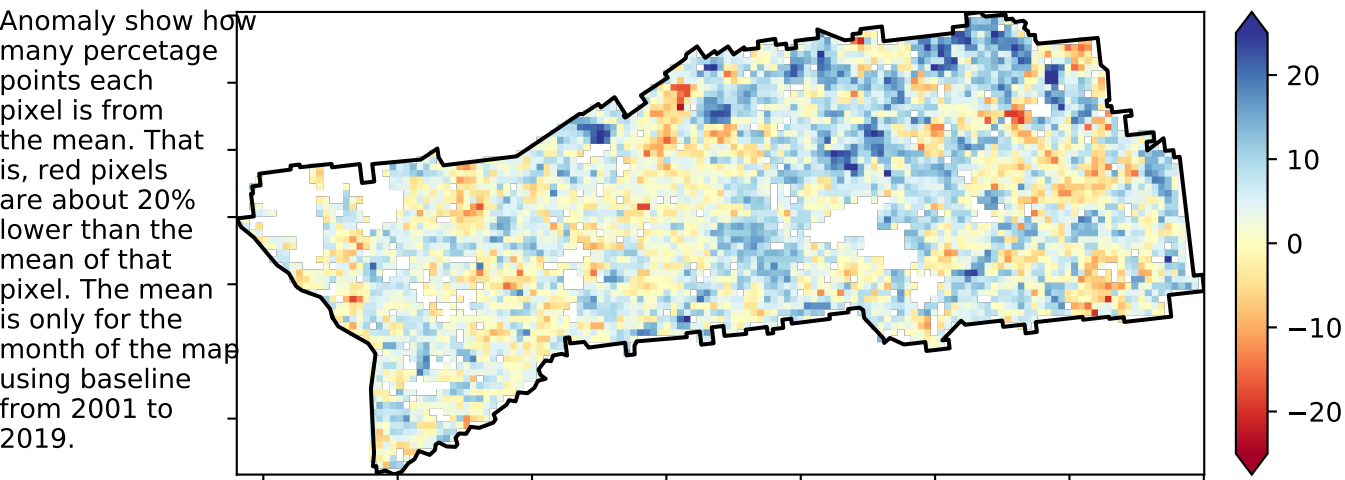 Anomaly show how
many percetage
points each
pixel is from
the mean. That
is, red pixels
are about 20%
lower than the
mean of that
pixel. The mean
is only for the
month of the map
using baseline
from 2001 to
2019.
20
10
0
−10
−20